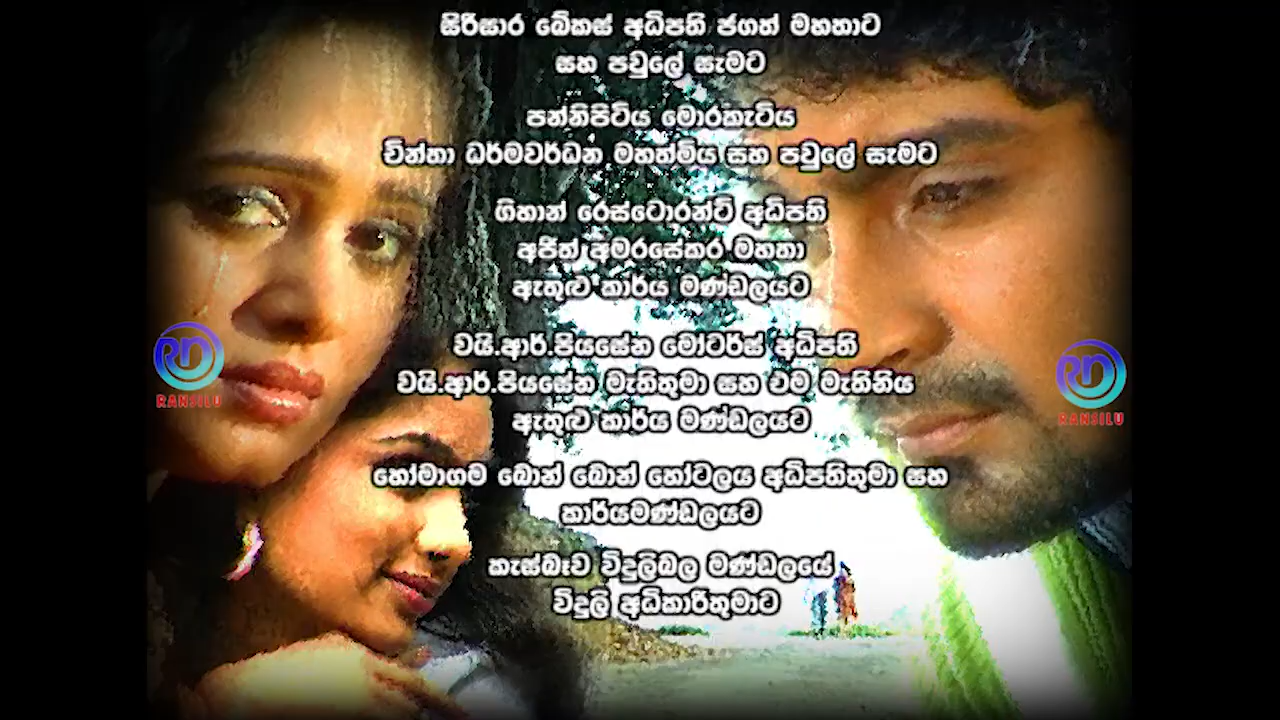 සිරිසාර බේකස් අධිපති ජගත් මහතාට
සහ පවුලේ සැමට
පන්නිපිටිය මොරකැටිය
චින්තා ධර්මවර්ධන මහත්මිය සහ පවුලේ සැමට
ගිහාන් රෙස්ටොරන්ට් අධිපති
අජිත් අමරසේකර මහතා
ඇතුළු කාර්ය මණ්ඩලයට
වයි.ආර්.පියසේන මෝටර්ස් අධිපති
වයි.ආර්.පියසේන මැතිතුමා සහ එම මැතිනිය
ඇතුළු කාර්ය මණ්ඩලයට
හෝමාගම බොන් බොන් හෝටලය අධිපතිතුමා සහ
කාර්යමණ්ඩලයට
කැස්බෑව විදුලිබල මණ්ඩලයේ
විදුලි අධිකාරිතුමාට
RD
RANSILU
RD
RANSILU